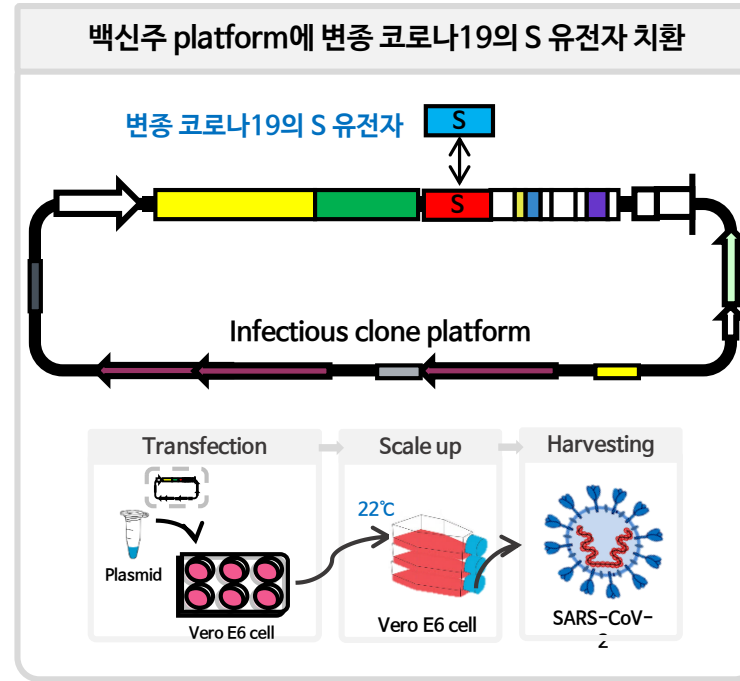 백신주 platform에 변종 코로나19의 S 유전자 치환
변종 코로나19의 S 유전자
S
S
Infectious clone platform
Transfection
Scale up
Harvesting
22℃
Plasmid
Vero E6 cell
Vero E6 cell
SARS-CoV-
2